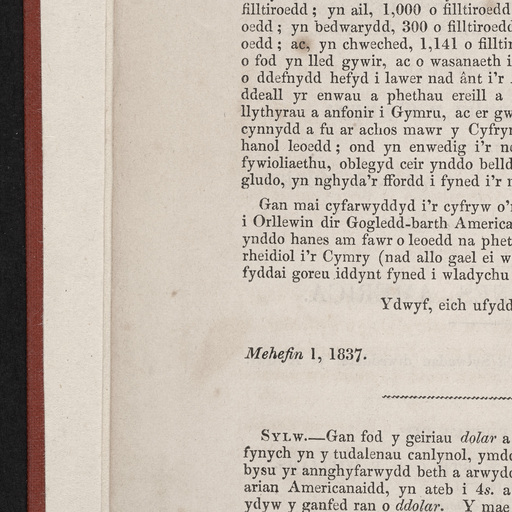 filltiroedd; yn ail, 1,000 o filltiroedd
oedd; yn bedwarydd, 300 o filltiroedd
oedd; ac, yn chweched, 1,141 o filltir
o fod yn lled gywir, ac o wasanaeth i
o ddefnydd hefyd i lawer nad ânt i'r
ddeall yr enwau a phethau ereill a
llythyrau a anfonir i Gymru, ac er gw
cynnydd a fu ar achos mawr y Cyfryn
hanol leoedd; ond yn enwedig i'r ne
fywioliaethu, oblegyd ceir ynddo belld
gludo, yn nghyda'r ffordd i fyned i'r n
Gan mai cyfarwyddyd i'r cyfryw o'
i Orllewin dir Gogledd-barth America
ynddo hanes am fawr o leoedd na phet
rheidiol i'r Cymry (nad allo gael ei w
fyddai goreu iddynt fyned i wladychu
Ydwyf, eich ufydd
Mehefin 1, 1837.
SYLW.—Gan fod y geiriau dolar a
fynych yn y tudalenau canlynol, ymdd
bysu yr annghyfarwydd beth a arwydd
arian Americanaidd, yn ateb i 4s. a
ydyw y ganfed ran o ddolar. Y mae